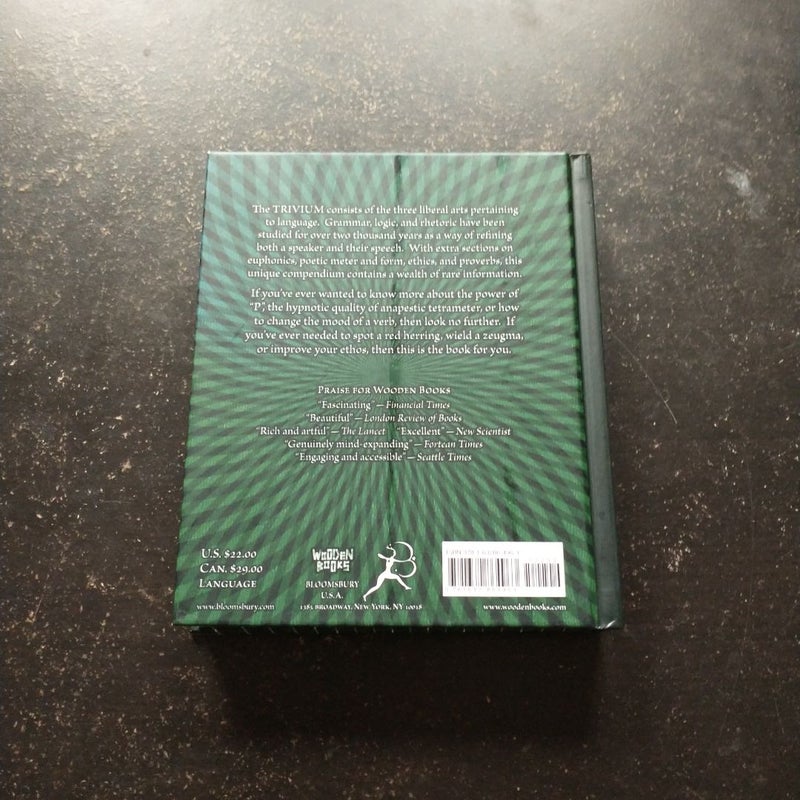 The TRIVIUM consists of the three liberal arts pertaining
to language. Grammar, logic, and rhetoric have been
studied for over two thousand years as a way of refining
both a speaker and their speech. With extra sections on
euphonics, poetic meter and form, ethics, and proverbs, this
unique compendium contains a wealth of rare information.
If you've ever wanted to know more about the power of
"P", the hypnotic quality of anapestic tetrameter, or how
to change the mood of a verb, then look no further. If
you've ever needed to spot a red herring, wield a zeugma,
or improve your ethos, then this is the book for you.
PRAISE FOR WOODEN BOOKS
"Fascinating" — Financial Times
"Beautiful" — London Review of Books
"Rich and artful" — The Lancet "Excellent" — New Scientist
"Genuinely mind-expanding" — Fortean Times
"Engaging and accessible" — Seattle Times
U.S. $22.00
CAN. $29.00
LANGUAGE
www.bloomsbury.com
WOODEN
BOOKS
BLOOMSBURY
U.S.A.
1385 BROADWAY, NEW YORK, NY 10018
www.woodenbooks.com